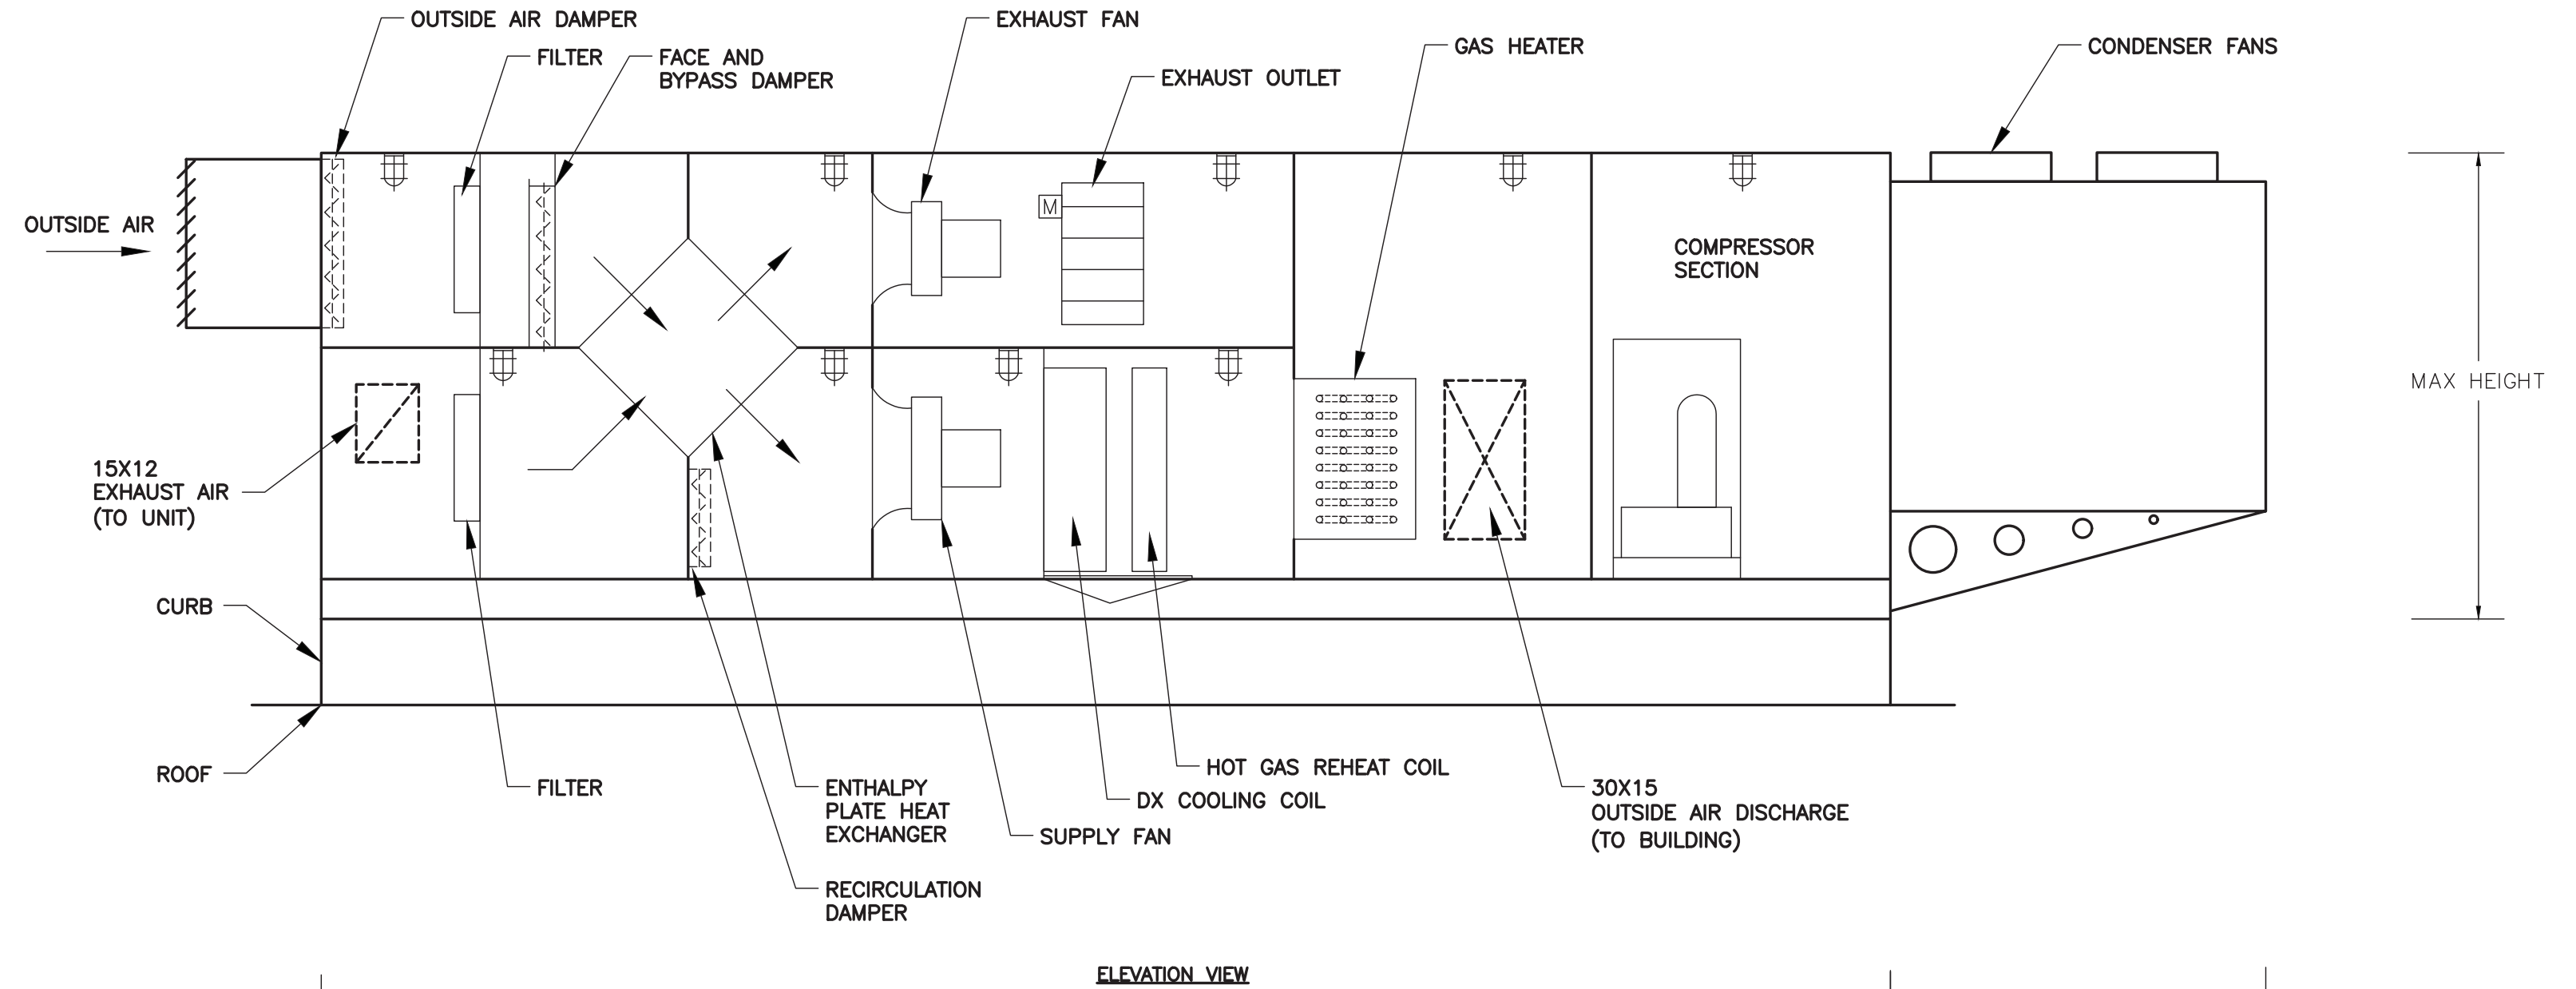 OUTSIDE AIR DAMPER
EXHAUST FAN
FILTER
FACE AND
BYPASS DAMPER
GAS HEATER
CONDENSER FANS
EXHAUST OUTLET
M
OUTSIDE AIR
COMPRESSOR
SECTION
MAX HEIGHT
15X12
EXHAUST AIR
(TO UNIT)
CURB
ROOF
FILTER
ENTHALPY
PLATE HEAT
EXCHANGER
RECIRCULATION
DAMPER
HOT GAS REHEAT COIL
DX COOLING COIL
SUPPLY FAN
30X15
OUTSIDE AIR DISCHARGE
(TO BUILDING)
ELEVATION VIEW